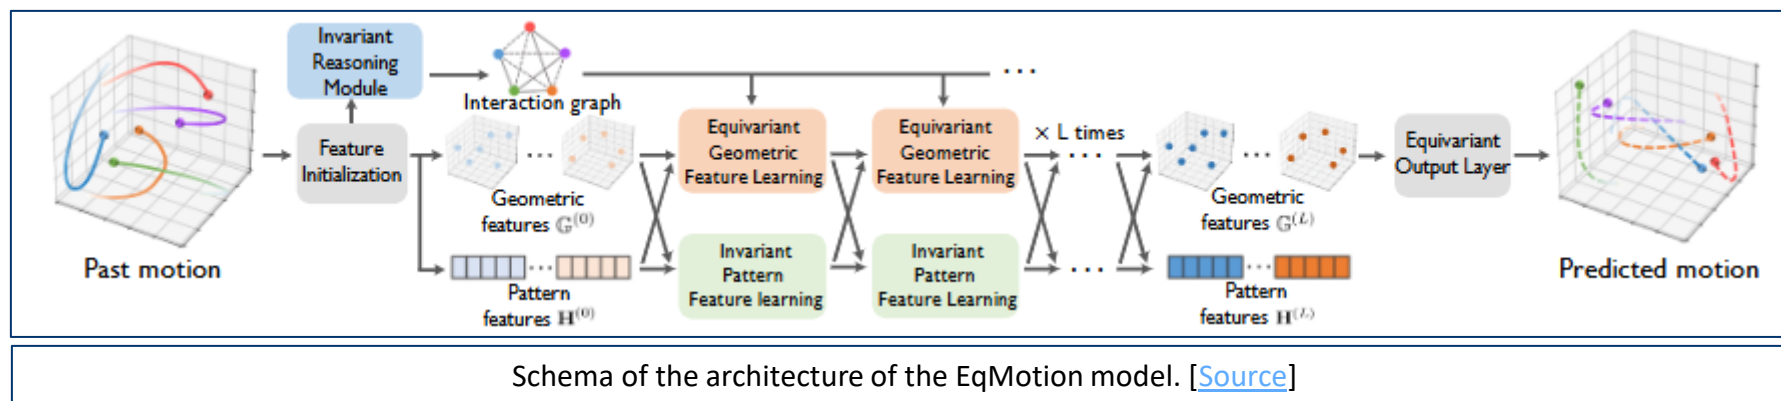 Past motion
Invariant
Reasoning
Module
Feature
Initialization
Interaction graph
Geometric
features 𝔾⁽⁰⁾
Pattern
features 𝐇⁽⁰⁾
Equivariant
Geometric
Feature Learning
Invariant
Pattern
Feature learning
Equivariant
Geometric
Feature Learning
Invariant
Pattern
Feature Learning
...
× L times
Geometric
features 𝔾⁽ᴸ⁾
Pattern
features 𝐇⁽ᴸ⁾
Equivariant
Output Layer
Predicted motion
Schema of the architecture of the EqMotion model. [Source]